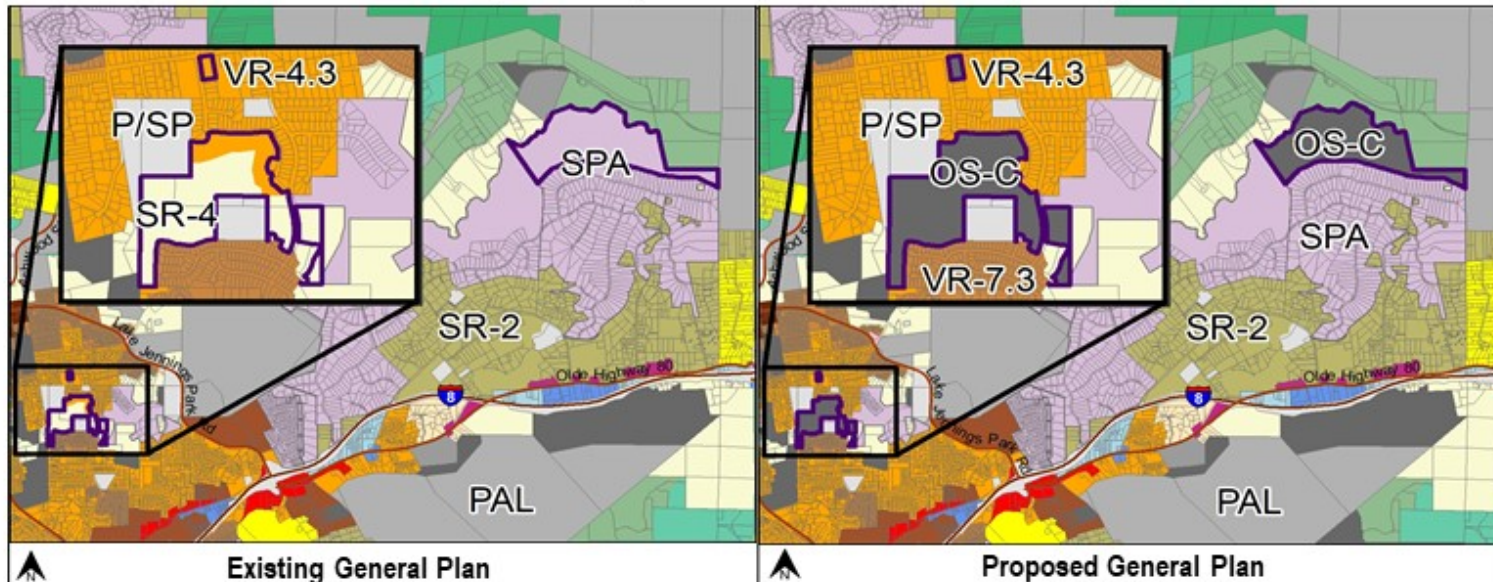 VR-4.3
P/SP
SPA
SR-4
SR-2
Lake Jennings Park Rd
Olde Highway 80
8
PAL
N
Existing General Plan
VR-4.3
P/SP
OS-C
OS-C
SPA
VR-7.3
SR-2
Lake Jennings Park Rd
Olde Highway 80
8
PAL
N
Proposed General Plan